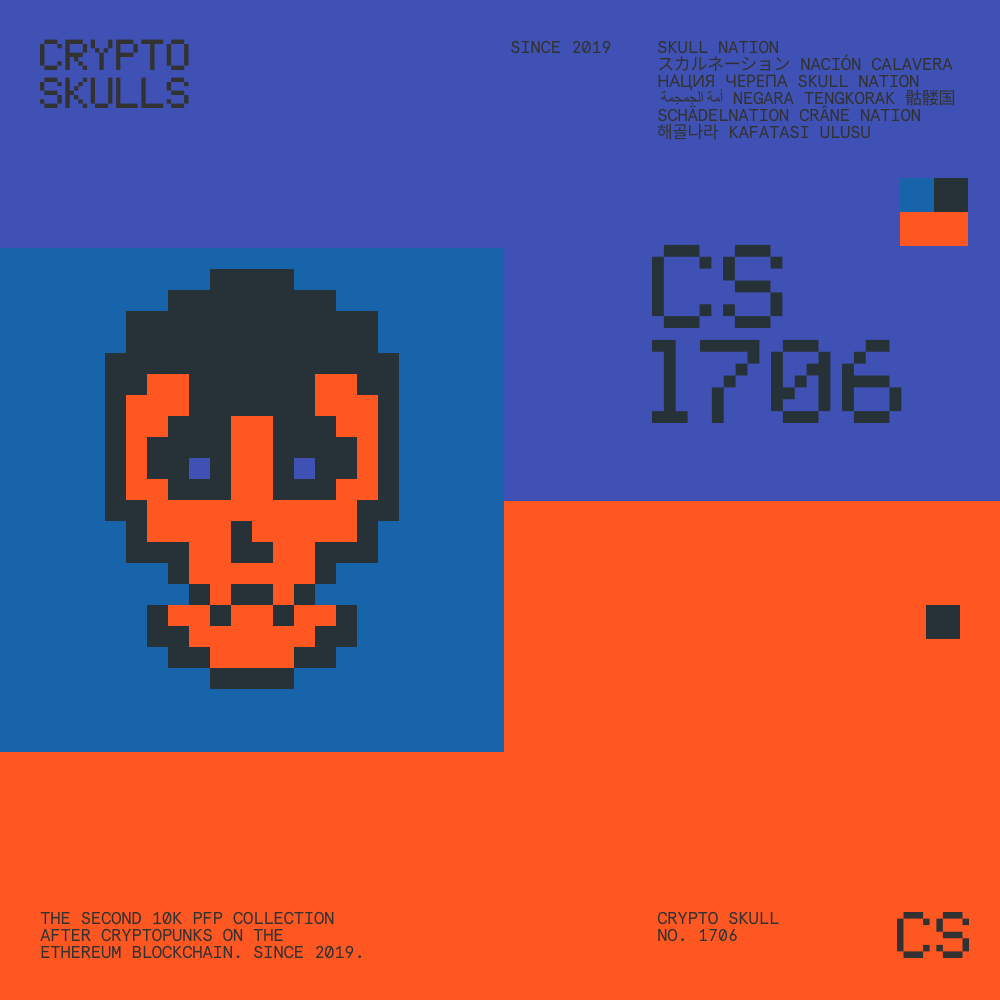 CRYPTO
SKULLS
SINCE 2019
SKULL NATION
スカルネーション NACIÓN CALAVERA
НАЦИЯ ЧЕРЕПА SKULL NATION
أمة الجمجمة NEGARA TENGKORAK 骷髅国
SCHÄDELNATION CRÂNE NATION
해골나라 KAFATASI ULUSU
CS
1706
THE SECOND 10K PFP COLLECTION
AFTER CRYPTOPUNKS ON THE
ETHEREUM BLOCKCHAIN. SINCE 2019.
CRYPTO SKULL
NO. 1706
CS